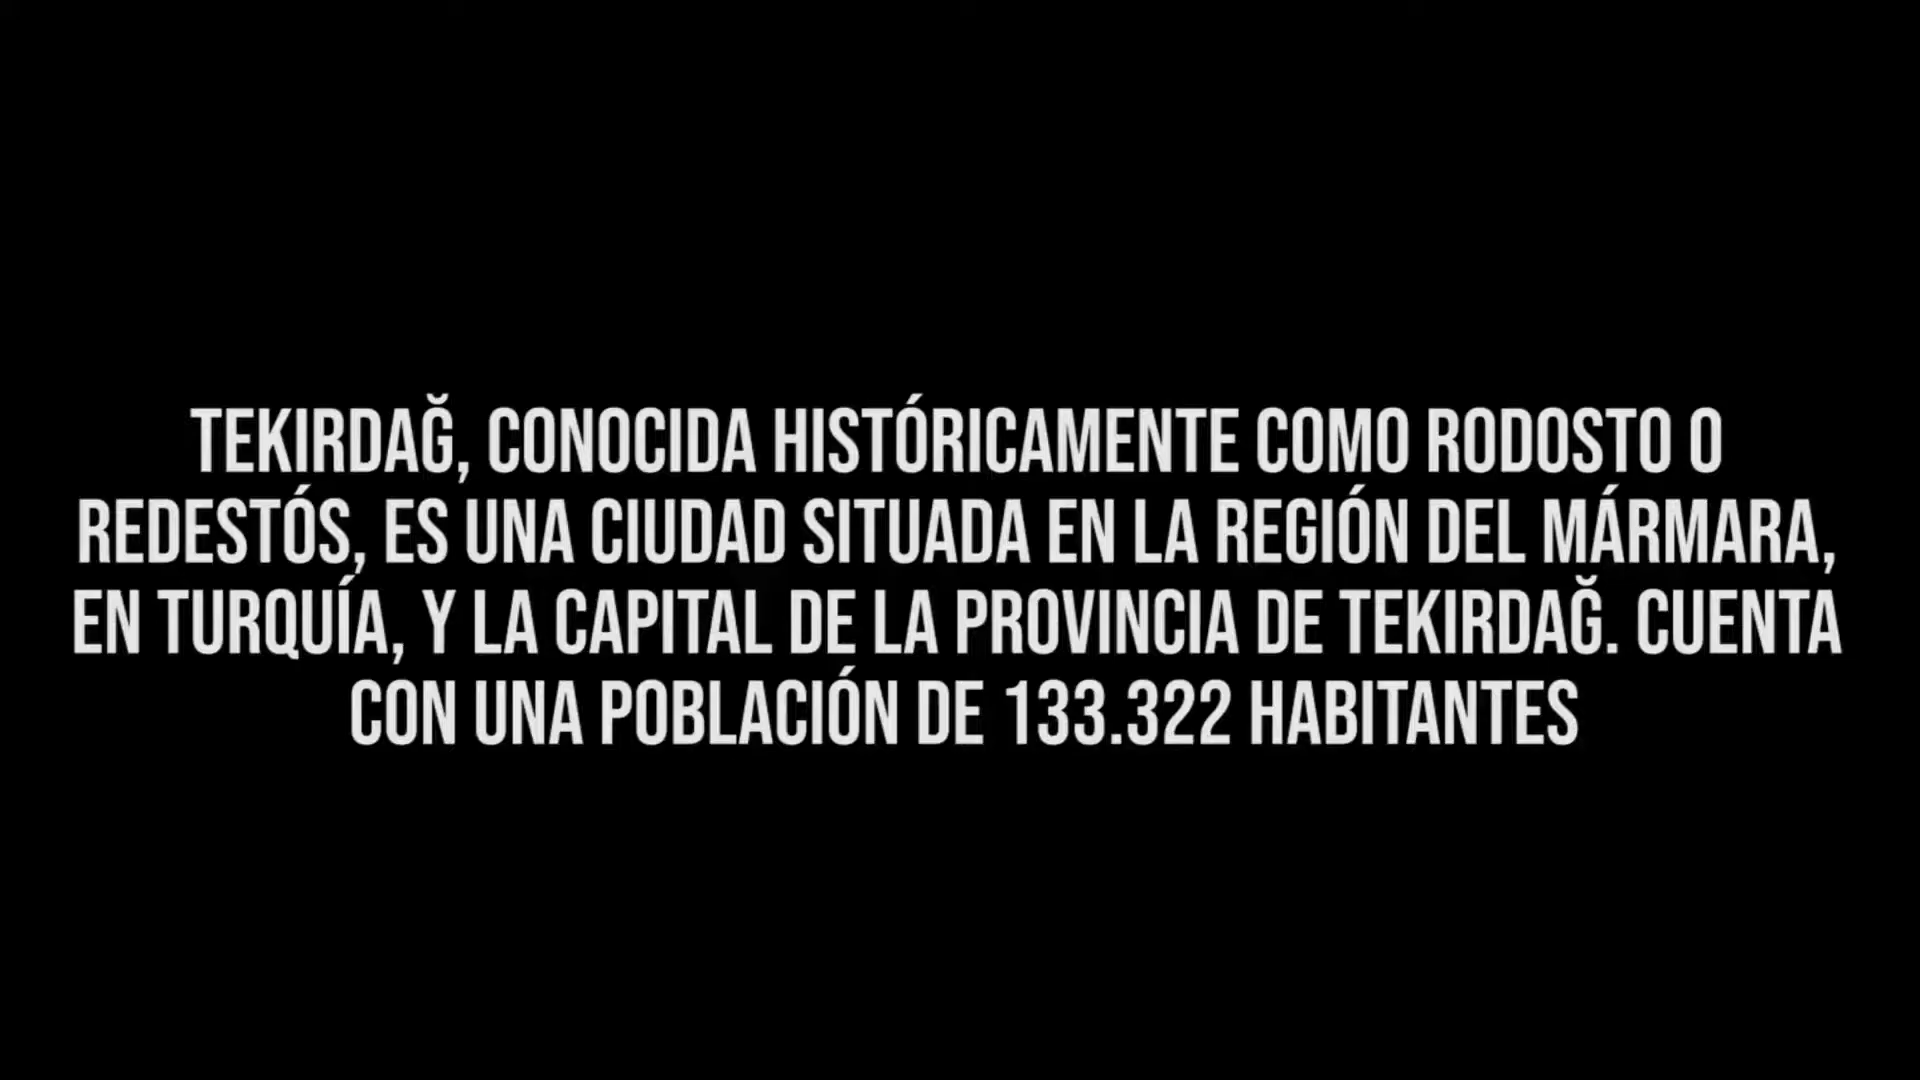 TEKIRDAĞ, CONOCIDA HISTÓRICAMENTE COMO RODOSTO O
REDESTÓS, ES UNA CIUDAD SITUADA EN LA REGIÓN DEL MÁRMARA,
EN TURQUÍA, Y LA CAPITAL DE LA PROVINCIA DE TEKIRDAĞ. CUENTA
CON UNA POBLACIÓN DE 133.322 HABITANTES